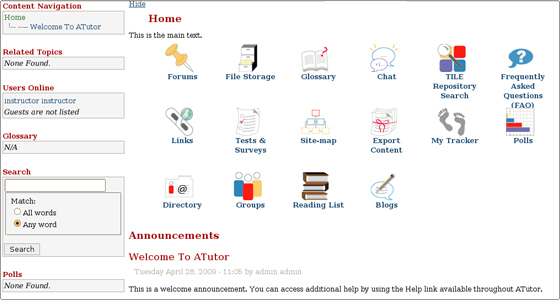 Content Navigation
Home
Welcome To ATutor
Related Topics
None Found.
Users Online
instructor instructor
Guests are not listed
Glossary
N/A
Search
Match:
All words
Any word
Search
Polls
None Found.
Hide
Home
This is the main text.
Forums
File Storage
Glossary
Chat
TILE
Repository
Search
Frequently
Asked
Questions
(FAQ)
Links
Tests &
Surveys
Site-map
Export
Content
My Tracker
Polls
@
Directory
Groups
Reading List
Blogs
Announcements
Welcome To ATutor
Tuesday April 28, 2009 - 11:05 by admin admin
This is a welcome announcement. You can access additional help by using the Help link available throughout ATutor.